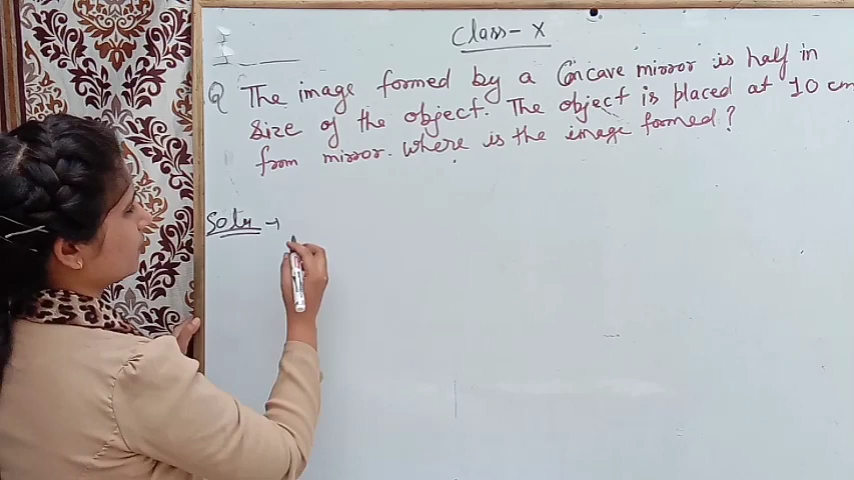 Class-X
Q The image formed by a Concave mirror is half in
size of the object. The object is placed at 10 cm
from mirror. Where is the image formed?
Soln →